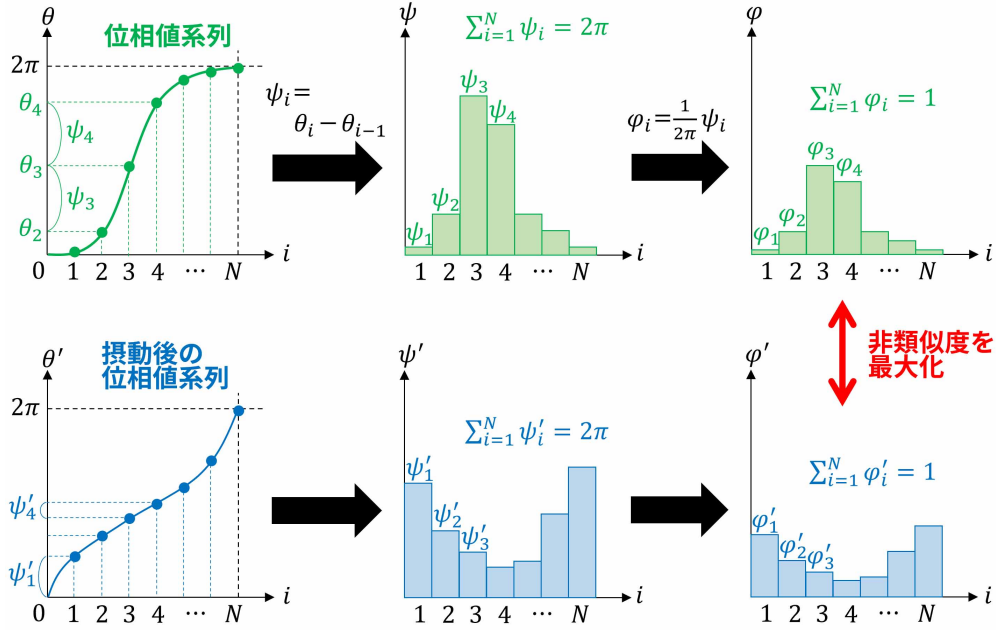 θ
位相値系列
2π
θ₄
θ₃
θ₂
ψ₄
ψ₃
0 1 2 3 4 ⋯ N i
ψᵢ=
θᵢ−θᵢ₋₁
ψ
∑ᵢ₌₁ᴺ ψᵢ = 2π
ψ₁ ψ₂ ψ₃ ψ₄
1 2 3 4 ⋯ N i
φᵢ=1/2π ψᵢ
φ
∑ᵢ₌₁ᴺ φᵢ = 1
φ₁ φ₂ φ₃ φ₄
1 2 3 4 ⋯ N i
非類似度を
最大化
θ′
摂動後の
位相値系列
2π
ψ′₄
ψ′₁
0 1 2 3 4 ⋯ N i
ψ′
∑ᵢ₌₁ᴺ ψ′ᵢ = 2π
ψ′₁ ψ′₂ ψ′₃
1 2 3 4 ⋯ N i
φ′
∑ᵢ₌₁ᴺ φ′ᵢ = 1
φ′₁ φ′₂ φ′₃
1 2 3 4 ⋯ N i